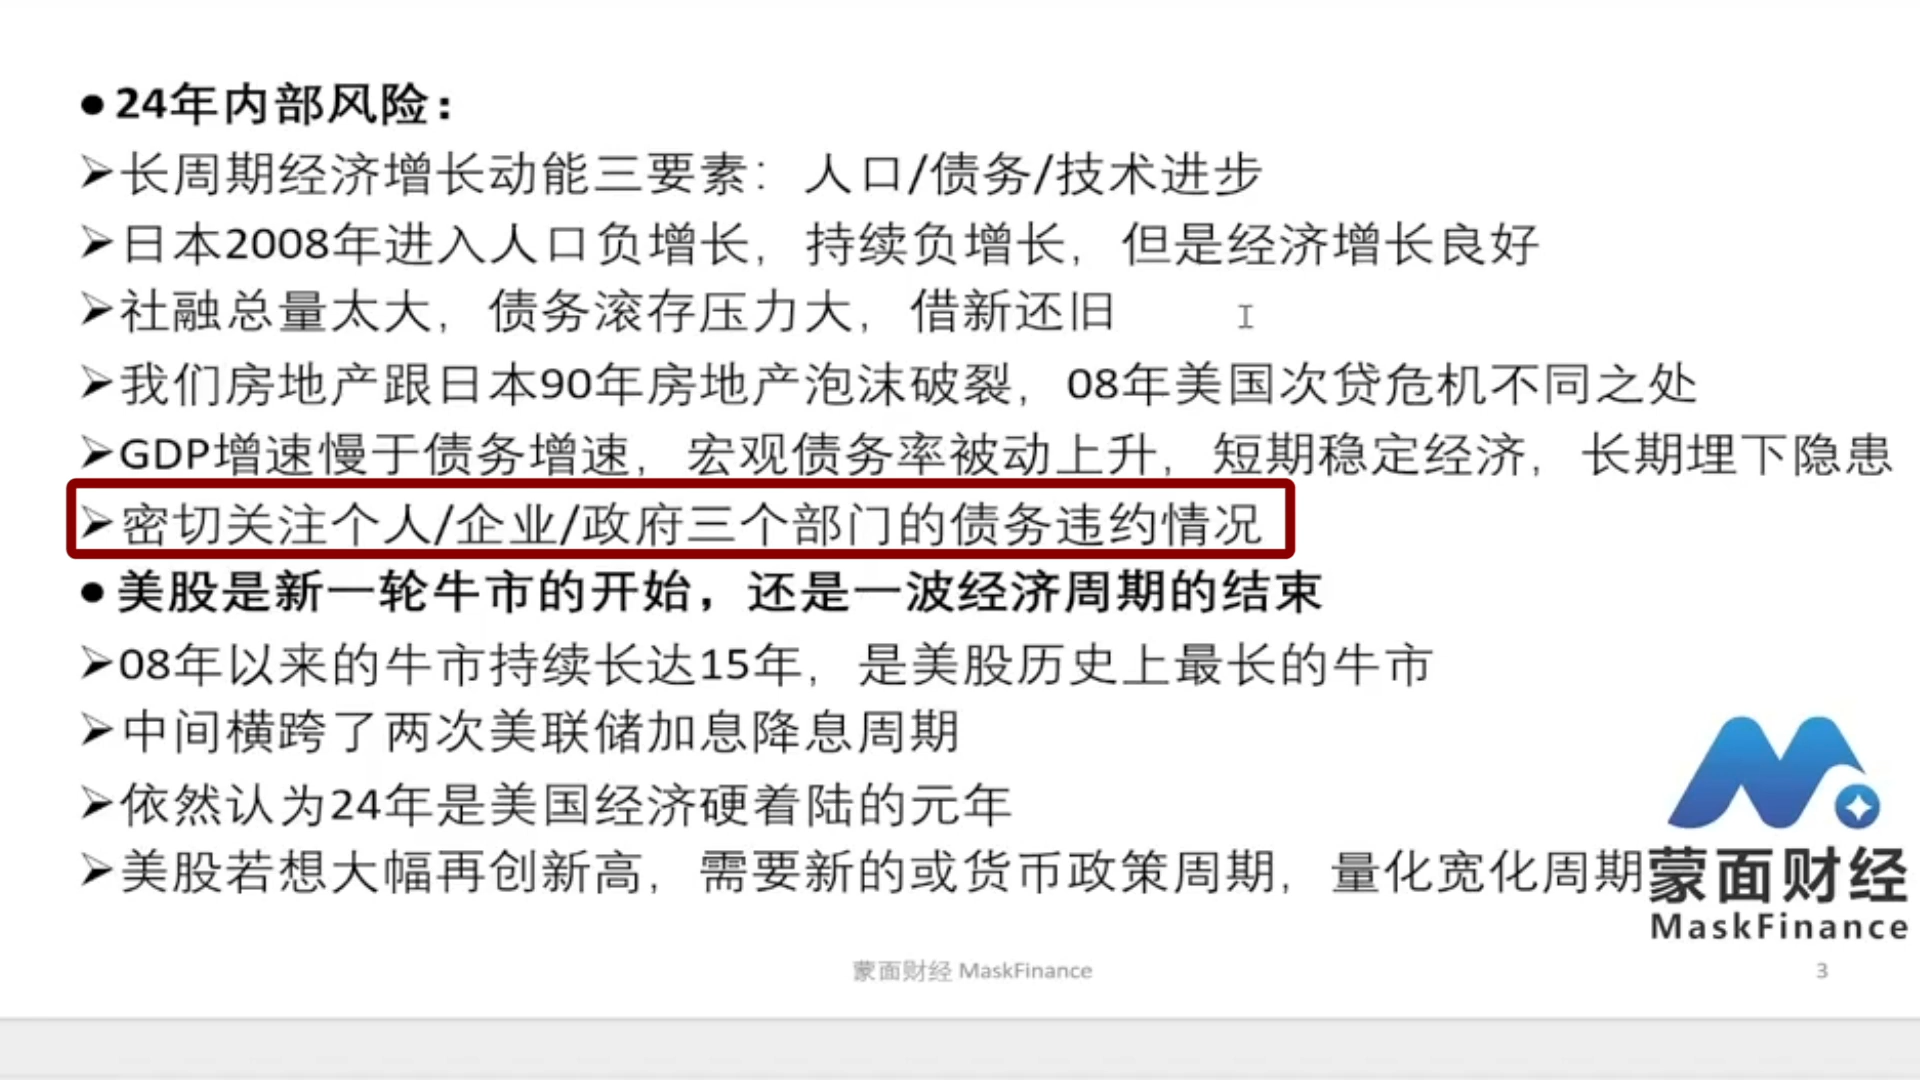 ●24年内部风险：
➢长周期经济增长动能三要素：人口/债务/技术进步
➢日本2008年进入人口负增长，持续负增长，但是经济增长良好
➢社融总量太大，债务滚存压力大，借新还旧
➢我们房地产跟日本90年房地产泡沫破裂，08年美国次贷危机不同之处
➢GDP增速慢于债务增速，宏观债务率被动上升，短期稳定经济，长期埋下隐患
➢密切关注个人/企业/政府三个部门的债务违约情况
●美股是新一轮牛市的开始，还是一波经济周期的结束
➢08年以来的牛市持续长达15年，是美股历史上最长的牛市
➢中间横跨了两次美联储加息降息周期
➢依然认为24年是美国经济硬着陆的元年
➢美股若想大幅再创新高，需要新的或货币政策周期，量化宽化周期
蒙面财经
MaskFinance
蒙面财经 MaskFinance
3